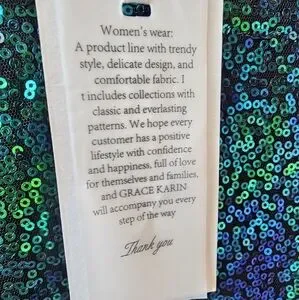 Women's wear:
A product line with trendy
style, delicate design, and
comfortable fabric. I
t includes collections with
classic and everlasting
patterns. We hope every
customer has a positive
lifestyle with confidence
and happiness, full of love
for themselves and families,
and GRACE KARIN
will accompany you every
step of the way
Thank you